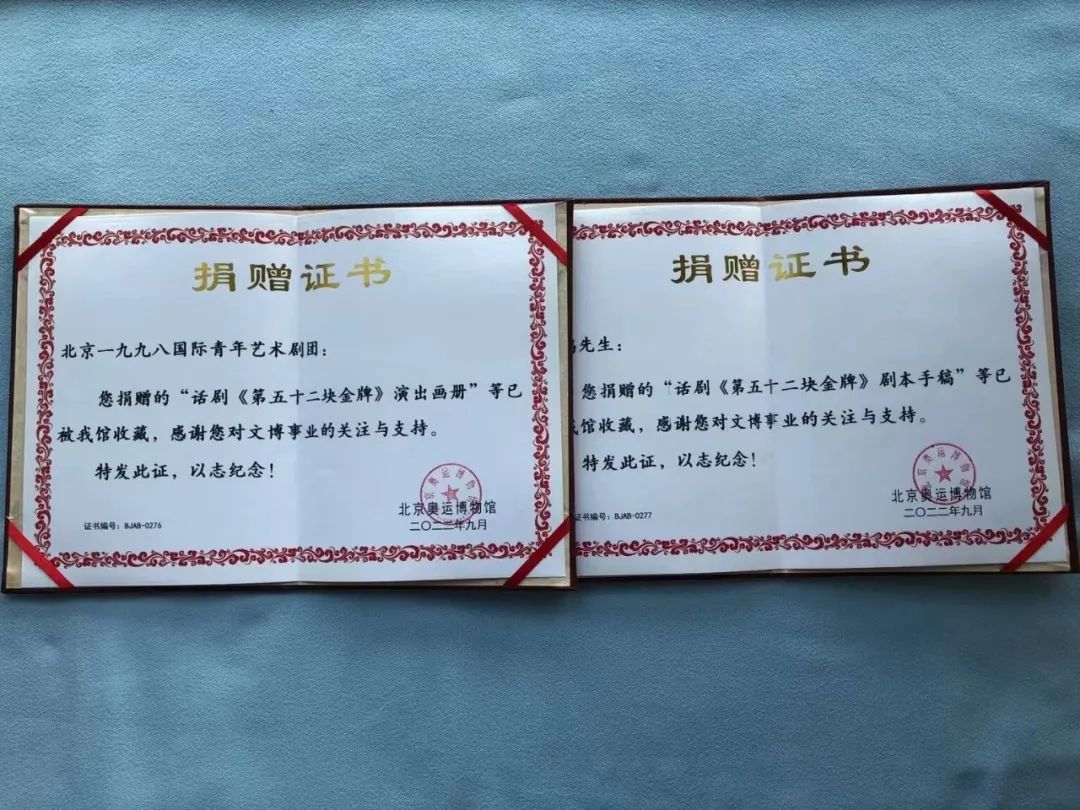 捐赠证书
北京一九九八国际青年艺术剧团：
您捐赠的“话剧《第五十二块金牌》演出画册”等已
被我馆收藏，感谢您对文博事业的关注与支持。
特发此证，以志纪念！
北京奥运博物馆
二〇二二年九月
证书编号：BJAB-0276
捐赠证书
先生：
您捐赠的“话剧《第五十二块金牌》剧本手稿”等已
我馆收藏，感谢您对文博事业的关注与支持。
特发此证，以志纪念！
北京奥运博物馆
二〇二二年九月
证书编号：BJAB-0277